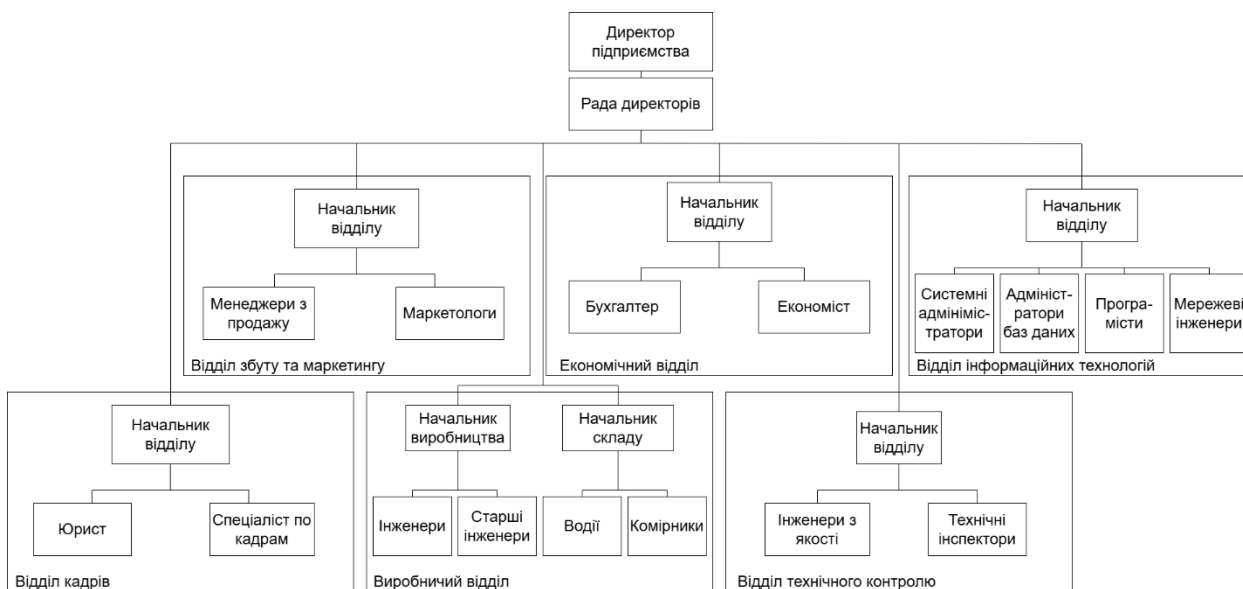 Директор
підприємства
Рада директорів
Начальник
відділу
Менеджери з
продажу
Маркетологи
Відділ збуту та маркетингу
Начальник
відділу
Бухгалтер
Економіст
Економічний відділ
Начальник
відділу
Системні
адмініміс-
тратори
Адмініст-
ратори
баз даних
Програ-
місти
Мережеві
інженери
Відділ інформаційних технологій
Начальник
відділу
Юрист
Спеціаліст по
кадрам
Відділ кадрів
Начальник
виробництва
Начальник
складу
Інженери
Старші
інженери
Водії
Комірники
Виробничий відділ
Начальник
відділу
Інженери з
якості
Технічні
інспектори
Відділ технічного контролю